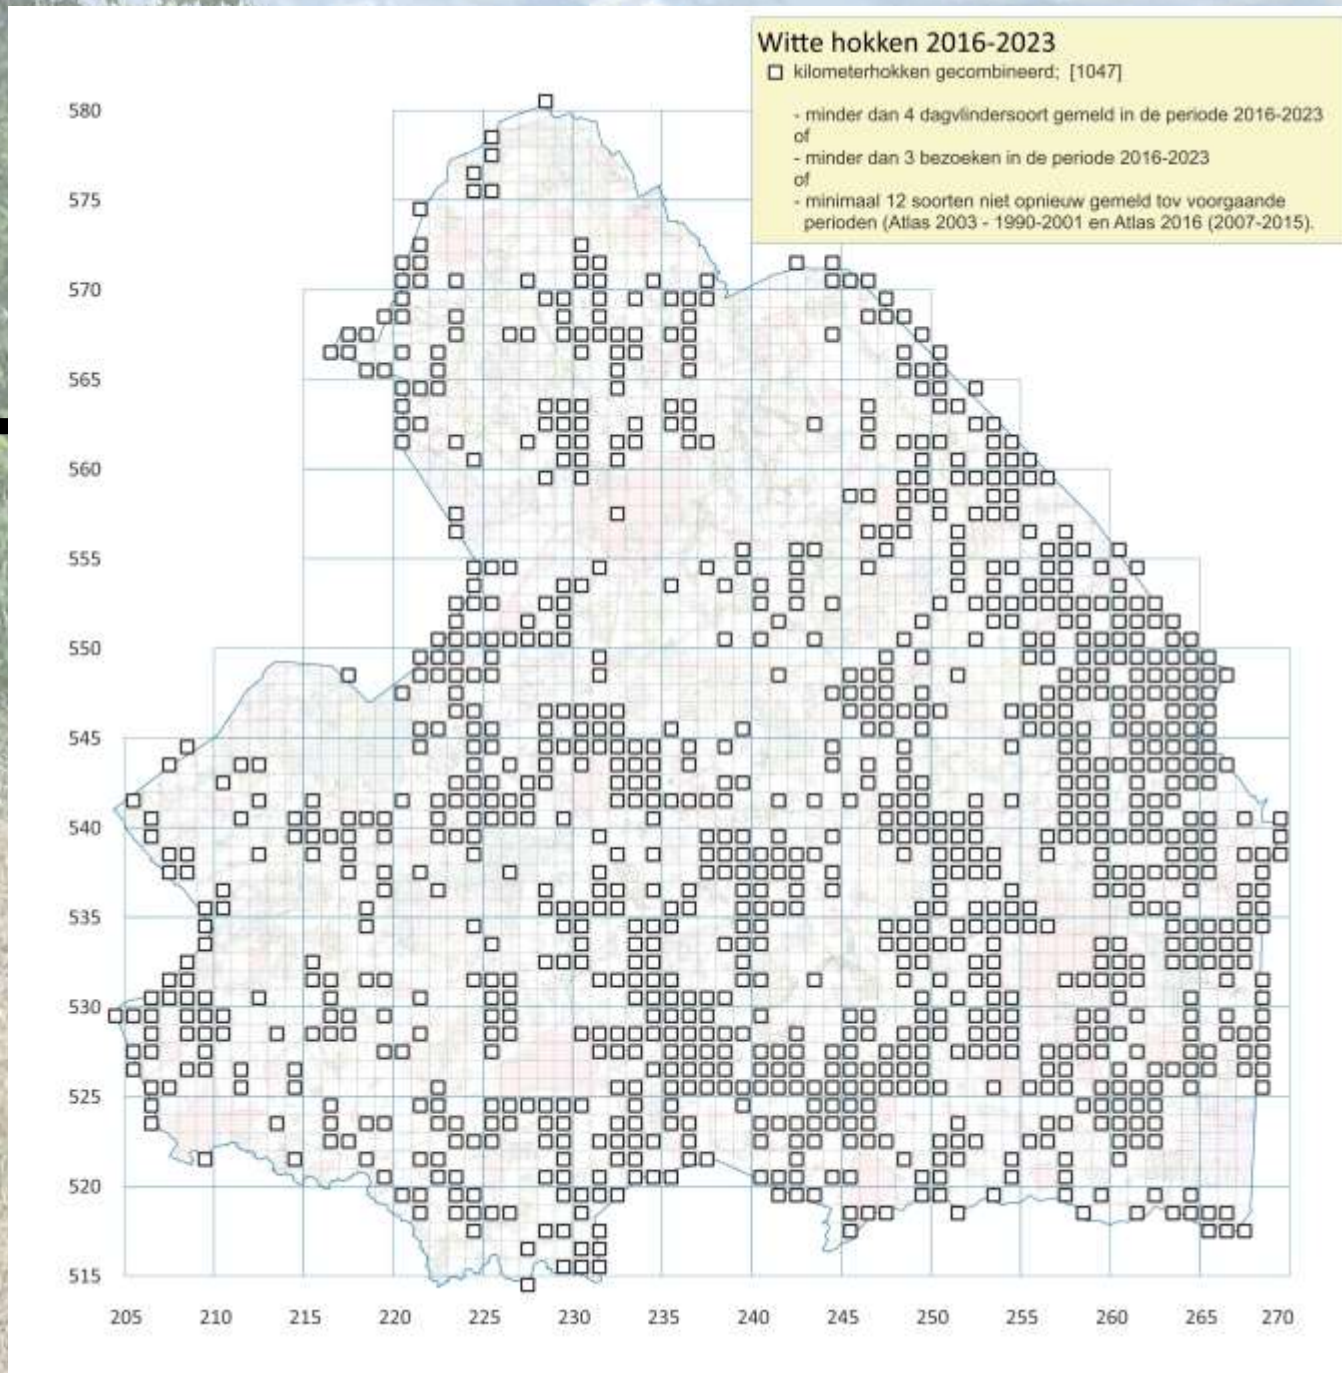 Witte hokken 2016-2023
kilometerhokken gecombineerd; [1047]
- minder dan 4 dagvlindersoort gemeld in de periode 2016-2023
of
- minder dan 3 bezoeken in de periode 2016-2023
of
- minimaal 12 soorten niet opnieuw gemeld tov voorgaande
perioden (Atlas 2003 - 1990-2001 en Atlas 2016 (2007-2015).
580
575
570
565
560
555
550
545
540
535
530
525
520
515
205 210 215 220 225 230 235 240 245 250 255 260 265 270